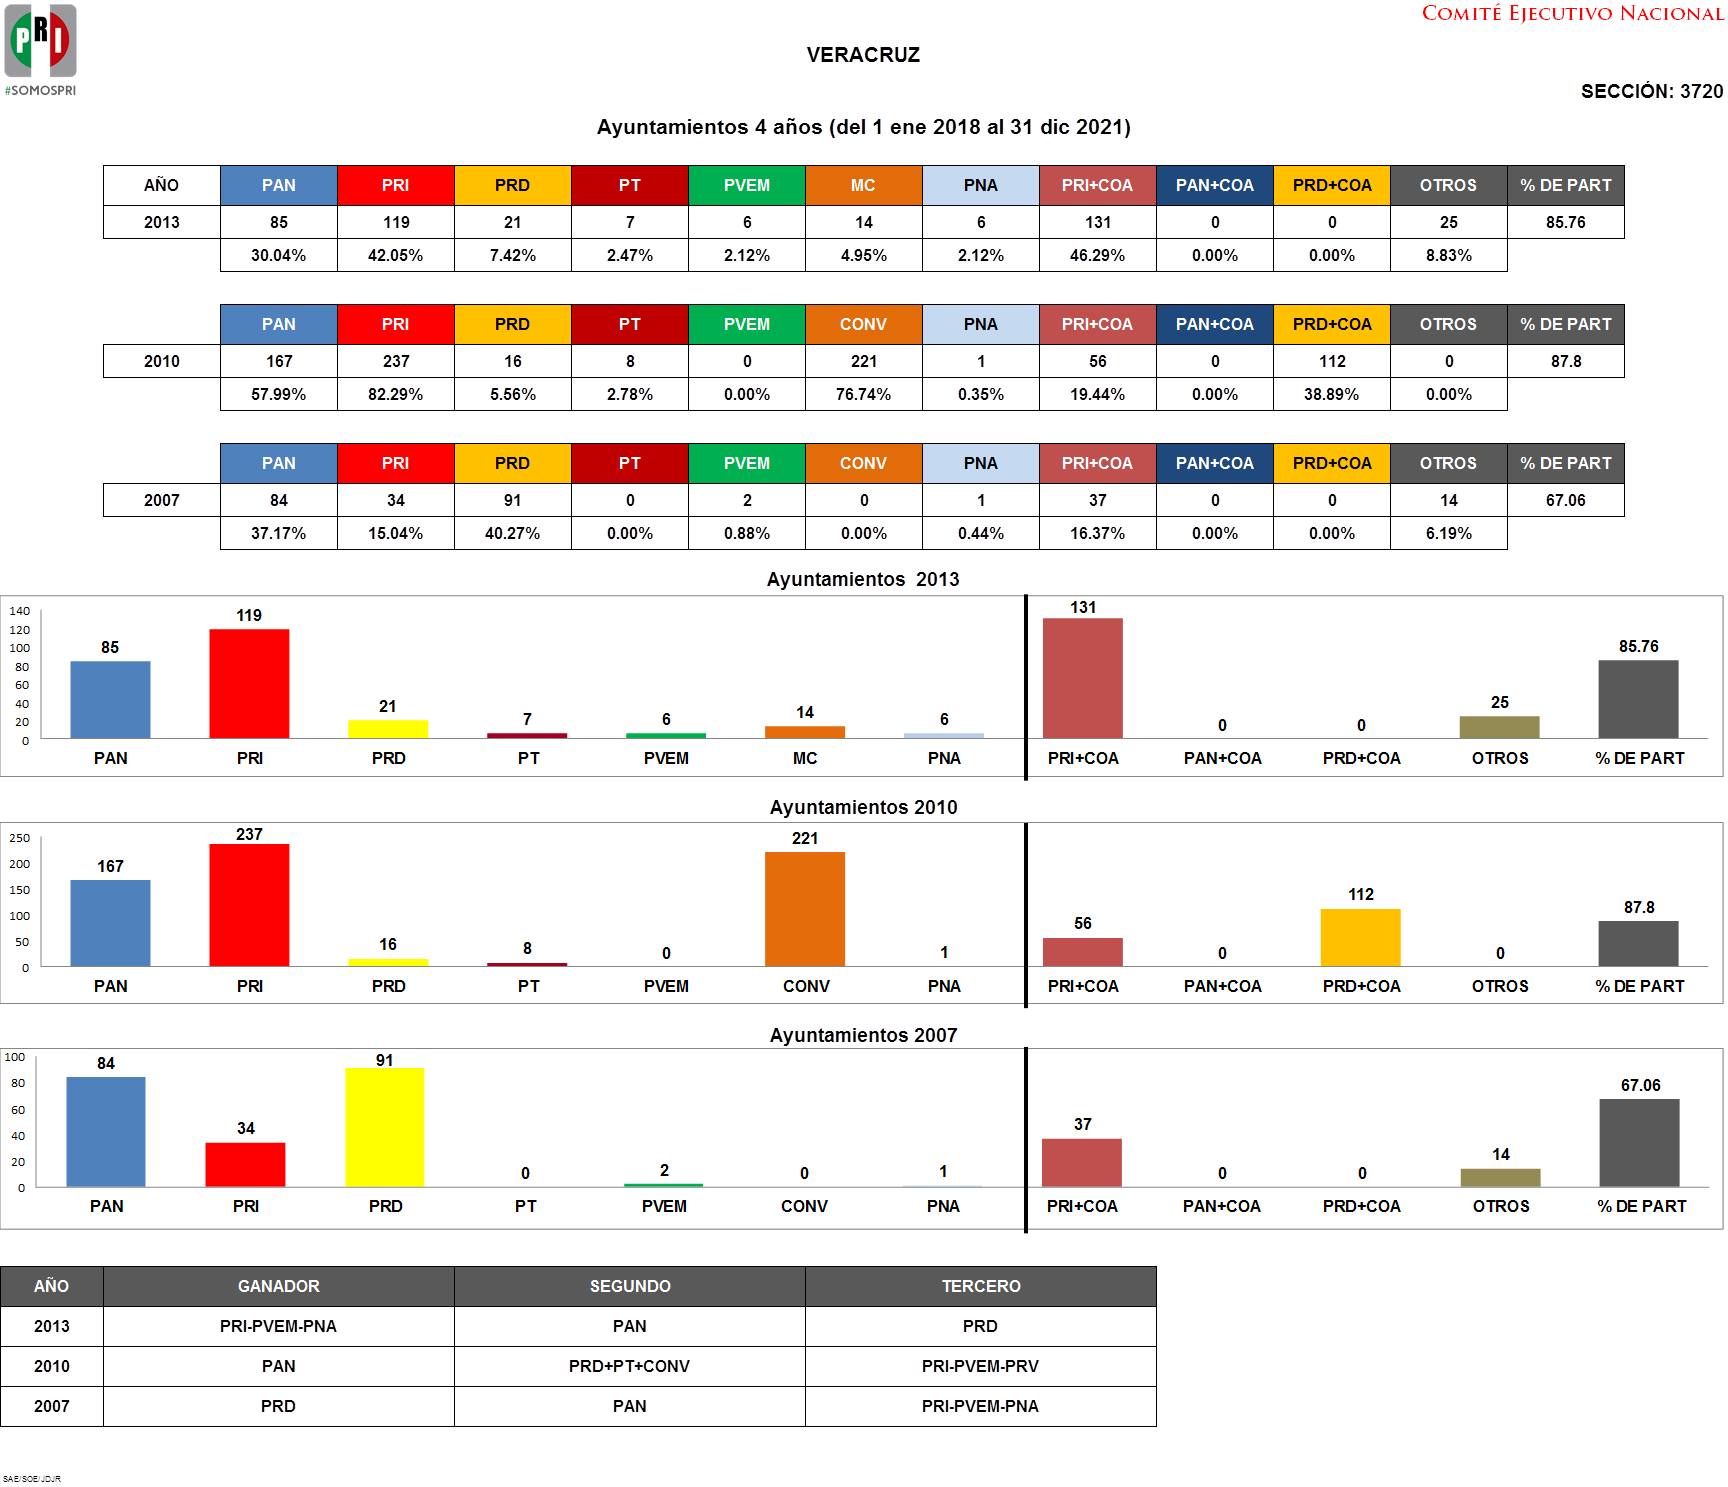 PRI
#SOMOSPRI
COMITÉ EJECUTIVO NACIONAL
VERACRUZ
SECCIÓN: 3720
Ayuntamientos 4 años (del 1 ene 2018 al 31 dic 2021)
AÑO PAN PRI PRD PT PVEM MC PNA PRI+COA PAN+COA PRD+COA OTROS % DE PART
2013 85 119 21 7 6 14 6 131 0 0 25 85.76
30.04% 42.05% 7.42% 2.47% 2.12% 4.95% 2.12% 46.29% 0.00% 0.00% 8.83%
PAN PRI PRD PT PVEM CONV PNA PRI+COA PAN+COA PRD+COA OTROS % DE PART
2010 167 237 16 8 0 221 1 56 0 112 0 87.8
57.99% 82.29% 5.56% 2.78% 0.00% 76.74% 0.35% 19.44% 0.00% 38.89% 0.00%
PAN PRI PRD PT PVEM CONV PNA PRI+COA PAN+COA PRD+COA OTROS % DE PART
2007 84 34 91 0 2 0 1 37 0 0 14 67.06
37.17% 15.04% 40.27% 0.00% 0.88% 0.00% 0.44% 16.37% 0.00% 0.00% 6.19%
Ayuntamientos 2013
140
120
100
80
60
40
20
0
85 119 21 7 6 14 6 131 0 0 25 85.76
PAN PRI PRD PT PVEM MC PNA PRI+COA PAN+COA PRD+COA OTROS % DE PART
Ayuntamientos 2010
250
200
150
100
50
0
167 237 16 8 0 221 1 56 0 112 0 87.8
PAN PRI PRD PT PVEM CONV PNA PRI+COA PAN+COA PRD+COA OTROS % DE PART
Ayuntamientos 2007
100
80
60
40
20
0
84 34 91 0 2 0 1 37 0 0 14 67.06
PAN PRI PRD PT PVEM CONV PNA PRI+COA PAN+COA PRD+COA OTROS % DE PART
AÑO GANADOR SEGUNDO TERCERO
2013 PRI-PVEM-PNA PAN PRD
2010 PAN PRD+PT+CONV PRI-PVEM-PRV
2007 PRD PAN PRI-PVEM-PNA
SAE/SOE/JDJR